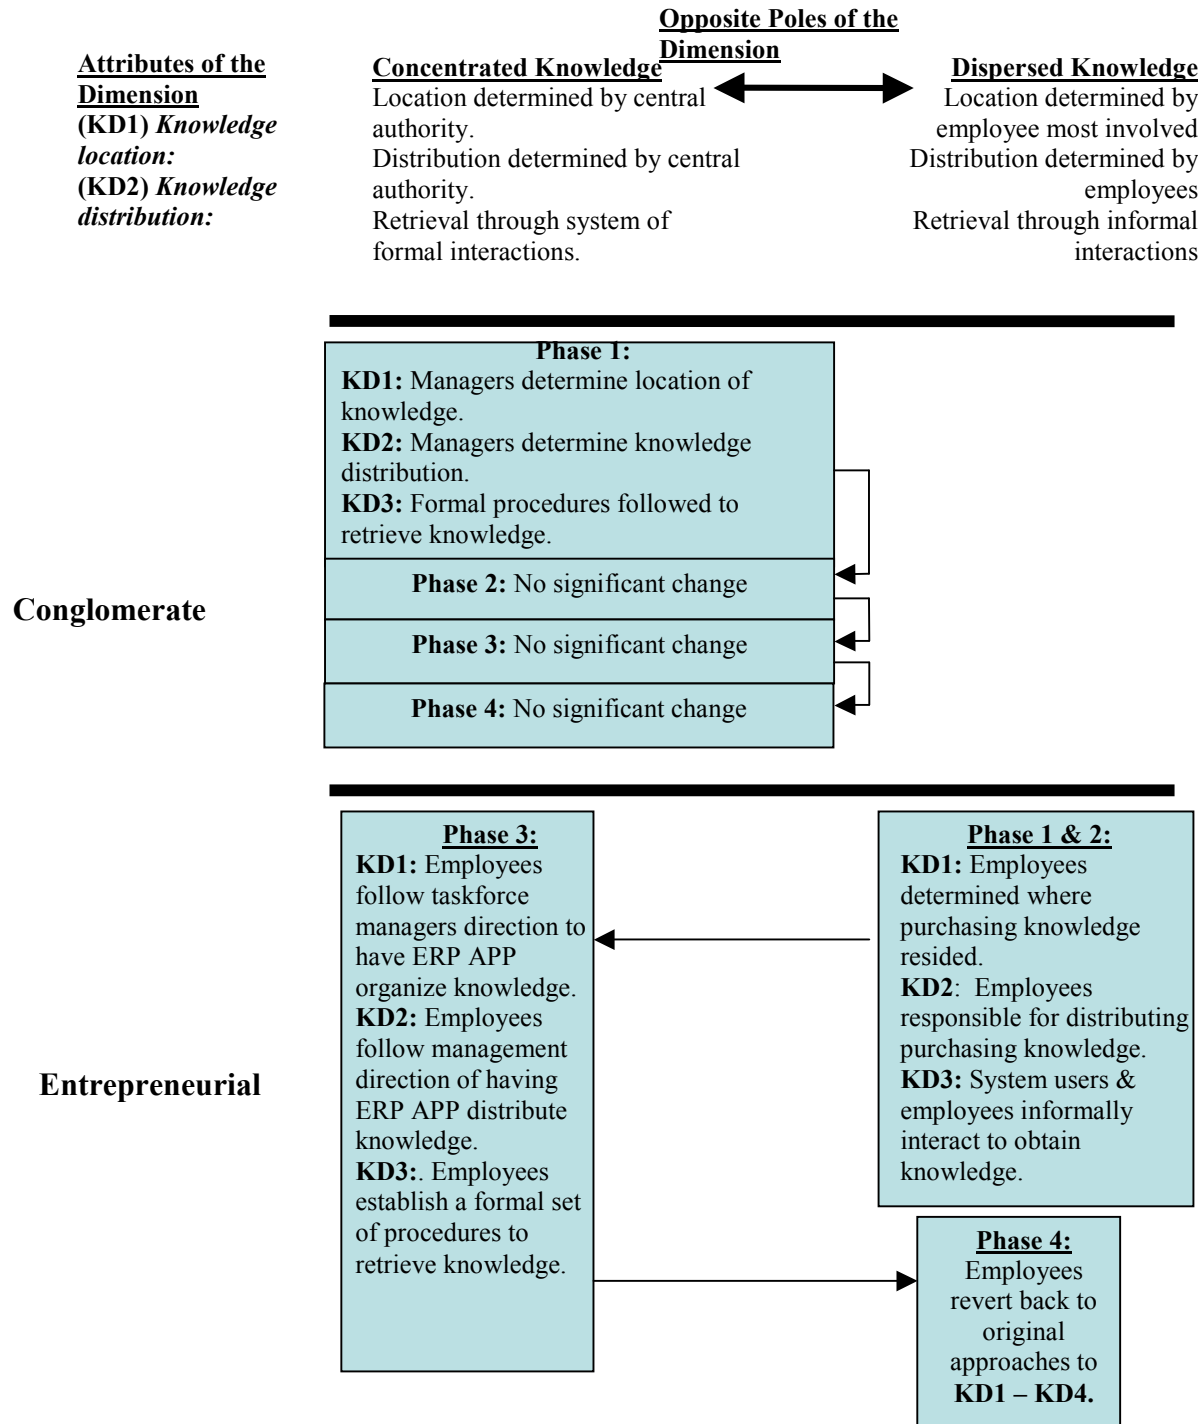 Opposite Poles of the
Dimension
Attributes of the
Dimension
(KD1) Knowledge
location:
(KD2) Knowledge
distribution:
Concentrated Knowledge
Location determined by central
authority.
Distribution determined by central
authority.
Retrieval through system of
formal interactions.
Dispersed Knowledge
Location determined by
employee most involved
Distribution determined by
employees
Retrieval through informal
interactions
Conglomerate
Phase 1:
KD1: Managers determine location of
knowledge.
KD2: Managers determine knowledge
distribution.
KD3: Formal procedures followed to
retrieve knowledge.
Phase 2: No significant change
Phase 3: No significant change
Phase 4: No significant change
Entrepreneurial
Phase 3:
KD1: Employees
follow taskforce
managers direction to
have ERP APP
organize knowledge.
KD2: Employees
follow management
direction of having
ERP APP distribute
knowledge.
KD3:. Employees
establish a formal set
of procedures to
retrieve knowledge.
Phase 1 & 2:
KD1: Employees
determined where
purchasing knowledge
resided.
KD2:  Employees
responsible for distributing
purchasing knowledge.
KD3: System users &
employees informally
interact to obtain
knowledge.
Phase 4:
Employees
revert back to
original
approaches to
KD1 – KD4.